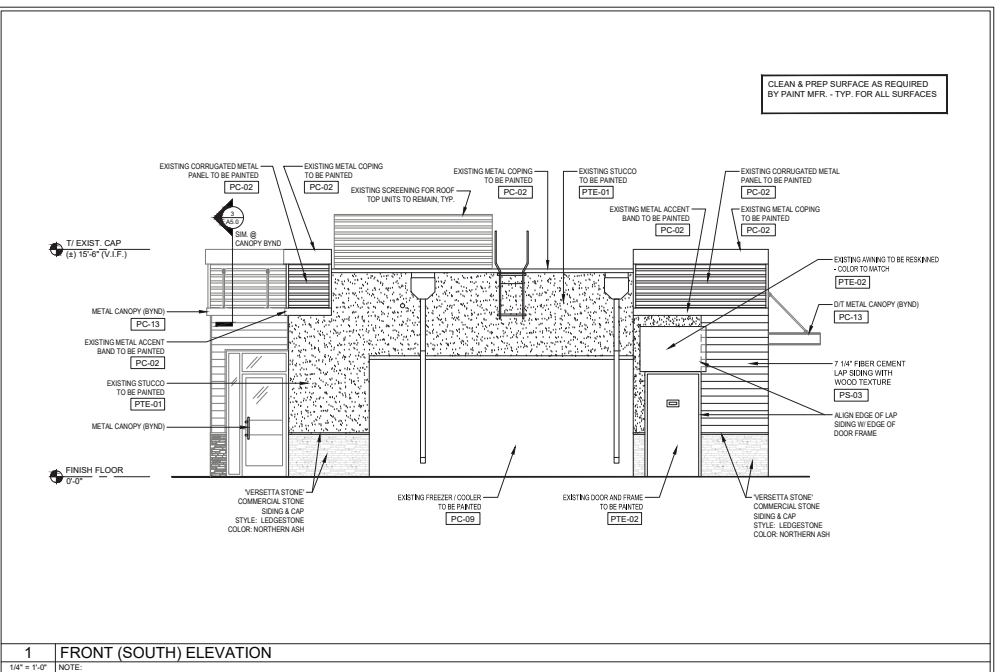 CLEAN & PREP SURFACE AS REQUIRED
BY PAINT MFR. - TYP. FOR ALL SURFACES
EXISTING CORRUGATED METAL
PANEL TO BE PAINTED
PC-02
EXISTING METAL COPING
TO BE PAINTED
PC-02
EXISTING SCREENING FOR ROOF
TOP UNITS TO REMAIN, TYP.
EXISTING METAL COPING
TO BE PAINTED
PC-02
EXISTING STUCCO
TO BE PAINTED
PTE-01
EXISTING METAL ACCENT
BAND TO BE PAINTED
PC-02
EXISTING CORRUGATED METAL
PANEL TO BE PAINTED
PC-02
EXISTING METAL COPING
TO BE PAINTED
PC-02
3
A5.0
SIM. @
CANOPY BYND
T/ EXIST. CAP
(±) 15'-6" (V.I.F.)
METAL CANOPY (BYND)
PC-13
EXISTING METAL ACCENT
BAND TO BE PAINTED
PC-02
EXISTING STUCCO
TO BE PAINTED
PTE-01
METAL CANOPY (BYND)
FINISH FLOOR
0'-0"
EXISTING AWNING TO BE RESKINNED
- COLOR TO MATCH
PTE-02
D/T METAL CANOPY (BYND)
PC-13
7 1/4" FIBER CEMENT
LAP SIDING WITH
WOOD TEXTURE
PS-03
ALIGN EDGE OF LAP
SIDING W/ EDGE OF
DOOR FRAME
'VERSETTA STONE'
COMMERCIAL STONE
SIDING & CAP
STYLE: LEDGESTONE
COLOR: NORTHERN ASH
EXISTING FREEZER / COOLER
TO BE PAINTED
PC-09
EXISTING DOOR AND FRAME
TO BE PAINTED
PTE-02
'VERSETTA STONE'
COMMERCIAL STONE
SIDING & CAP
STYLE: LEDGESTONE
COLOR: NORTHERN ASH
1 FRONT (SOUTH) ELEVATION
1/4" = 1'-0" NOTE: